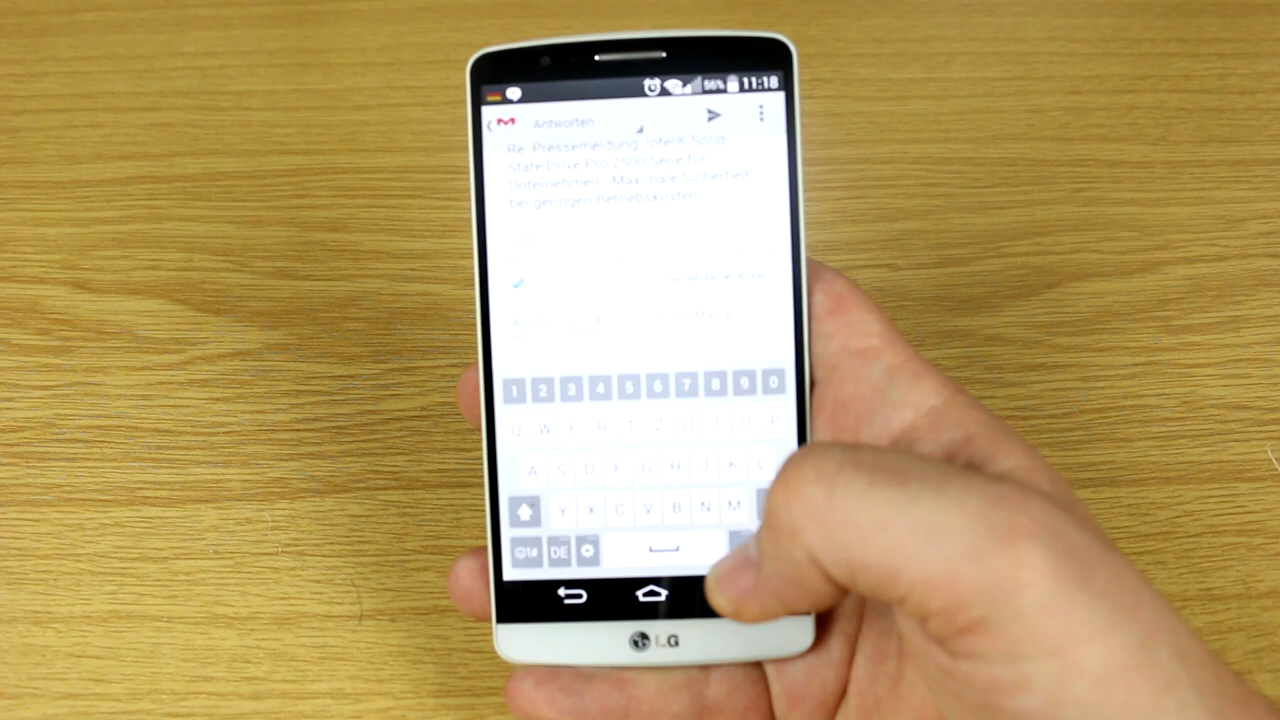 56% 11:18
Antworten
Re: Pressemeldung: Intel® Solid
State Drive Pro 2500 Serie für
Unternehmen: Maximale Sicherheit
bei geringen Betriebskosten
1 2 3 4 5 6 7 8 9 0
Q W E R T Z U I O P
A S D F G H J K L
Y X C V B N M
DE
LG